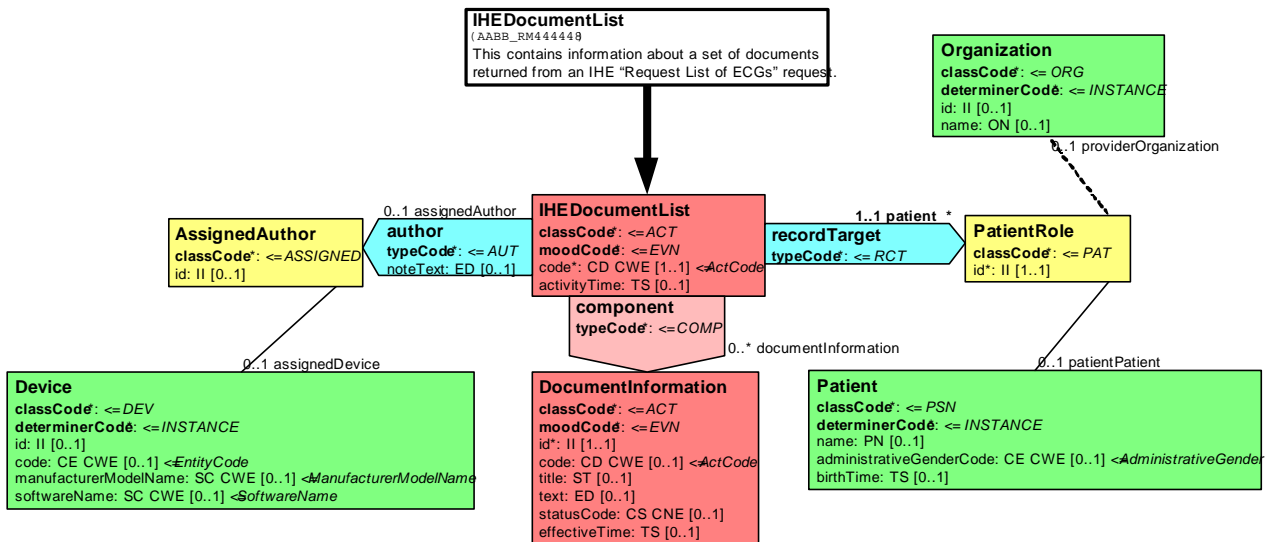 IHEDocumentList
(AABB_RM444448)
This contains information about a set of documents
returned from an IHE “Request List of ECGs” request.
Organization
classCode*: <= ORG
determinerCode*: <= INSTANCE
id: II [0..1]
name: ON [0..1]
0..1 providerOrganization
0..1 assignedAuthor
AssignedAuthor
classCode*: <= ASSIGNED
id: II [0..1]
author
typeCode*: <= AUT
noteText: ED [0..1]
IHEDocumentList
classCode*: <= ACT
moodCode*: <= EVN
code*: CD CWE [1..1] <= ActCode
activityTime: TS [0..1]
1..1 patient *
recordTarget
typeCode*: <= RCT
PatientRole
classCode*: <= PAT
id*: II [1..1]
component
typeCode*: <= COMP
0..* documentInformation
0..1 assignedDevice
0..1 patientPatient
Device
classCode*: <= DEV
determinerCode*: <= INSTANCE
id: II [0..1]
code: CE CWE [0..1] <= EntityCode
manufacturerModelName: SC CWE [0..1] <= ManufacturerModelName
softwareName: SC CWE [0..1] <= SoftwareName
DocumentInformation
classCode*: <= ACT
moodCode*: <= EVN
id*: II [1..1]
code: CD CWE [0..1] <= ActCode
title: ST [0..1]
text: ED [0..1]
statusCode: CS CNE [0..1]
effectiveTime: TS [0..1]
Patient
classCode*: <= PSN
determinerCode*: <= INSTANCE
name: PN [0..1]
administrativeGenderCode: CE CWE [0..1] <= AdministrativeGender
birthTime: TS [0..1]